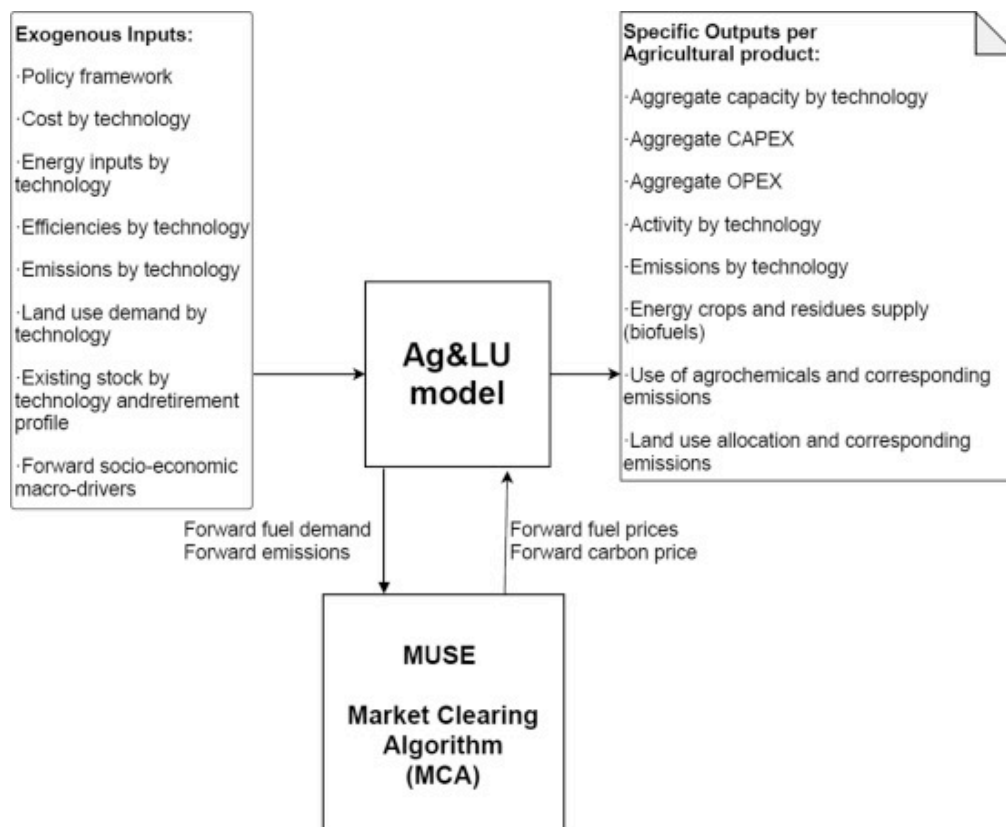 Exogenous Inputs:
·Policy framework
·Cost by technology
·Energy inputs by
technology
·Efficiencies by technology
·Emissions by technology
·Land use demand by
technology
·Existing stock by
technology andretirement
profile
·Forward socio-economic
macro-drivers
Ag&LU
model
Specific Outputs per
Agricultural product:
·Aggregate capacity by technology
·Aggregate CAPEX
·Aggregate OPEX
·Activity by technology
·Emissions by technology
·Energy crops and residues supply
(biofuels)
·Use of agrochemicals and corresponding
emissions
·Land use allocation and corresponding
emissions
Forward fuel demand
Forward emissions
Forward fuel prices
Forward carbon price
MUSE
Market Clearing
Algorithm
(MCA)